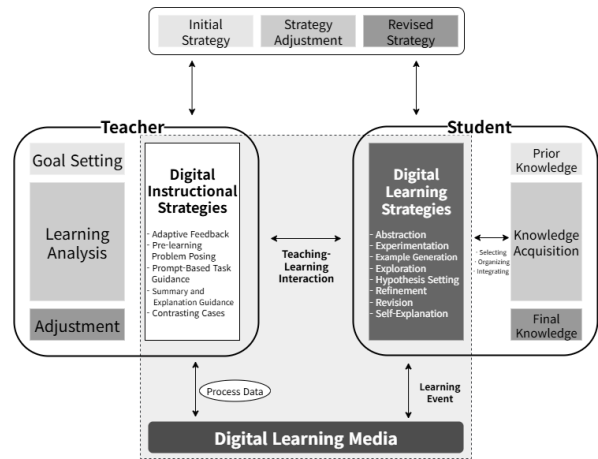 Initial
Strategy
Strategy
Adjustment
Revised
Strategy
Teacher
Student
Goal Setting
Learning
Analysis
Adjustment
Digital
Instructional
Strategies
- Adaptive Feedback
- Pre-learning
Problem Posing
- Prompt-Based Task
Guidance
- Summary and
Explanation Guidance
- Contrasting Cases
Teaching-
Learning
Interaction
Digital
Learning
Strategies
- Abstraction
- Experimentation
- Example Generation
- Exploration
- Hypothesis Setting
- Refinement
- Revision
- Self-Explanation
· Selecting
· Organizing
· Integrating
Prior
Knowledge
Knowledge
Acquisition
Final
Knowledge
Process Data
Learning
Event
Digital Learning Media